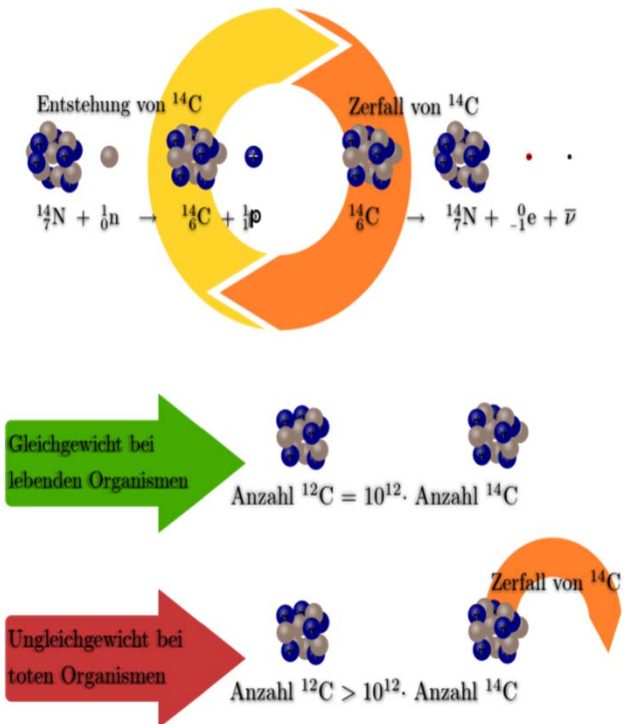 Entstehung von ¹⁴C
Zerfall von ¹⁴C
¹⁴₇N + ¹₀n → ¹⁴₆C + ¹₁p
¹⁴₆C → ¹⁴₇N + ⁰₋₁e + ν̅
Gleichgewicht bei
lebenden Organismen
Anzahl ¹²C = 10¹²· Anzahl ¹⁴C
Zerfall von ¹⁴C
Ungleichgewicht bei
toten Organismen
Anzahl ¹²C > 10¹²· Anzahl ¹⁴C